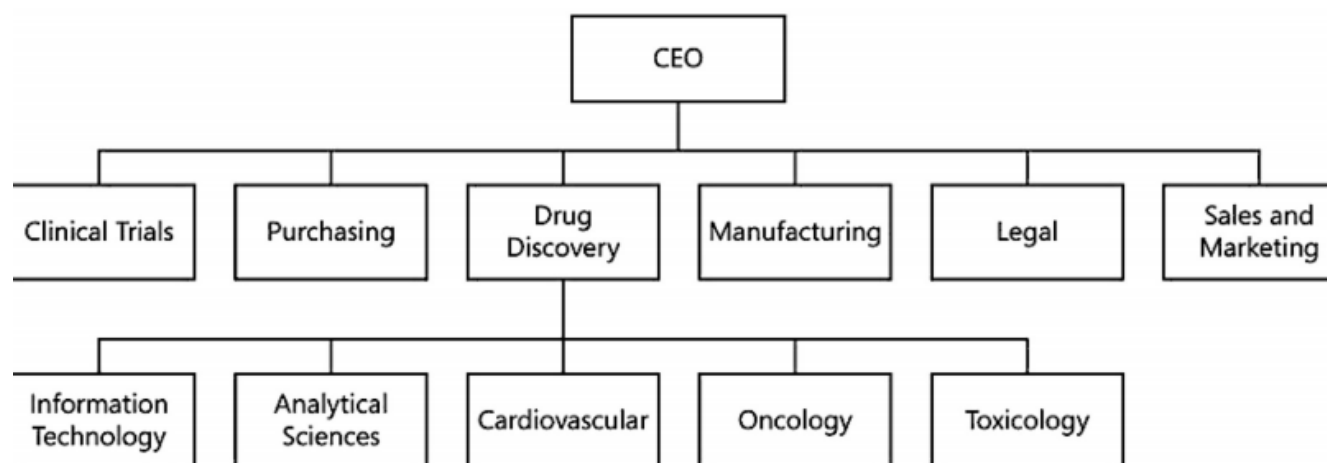 CEO
Clinical Trials
Purchasing
Drug
Discovery
Manufacturing
Legal
Sales and
Marketing
Information
Technology
Analytical
Sciences
Cardiovascular
Oncology
Toxicology